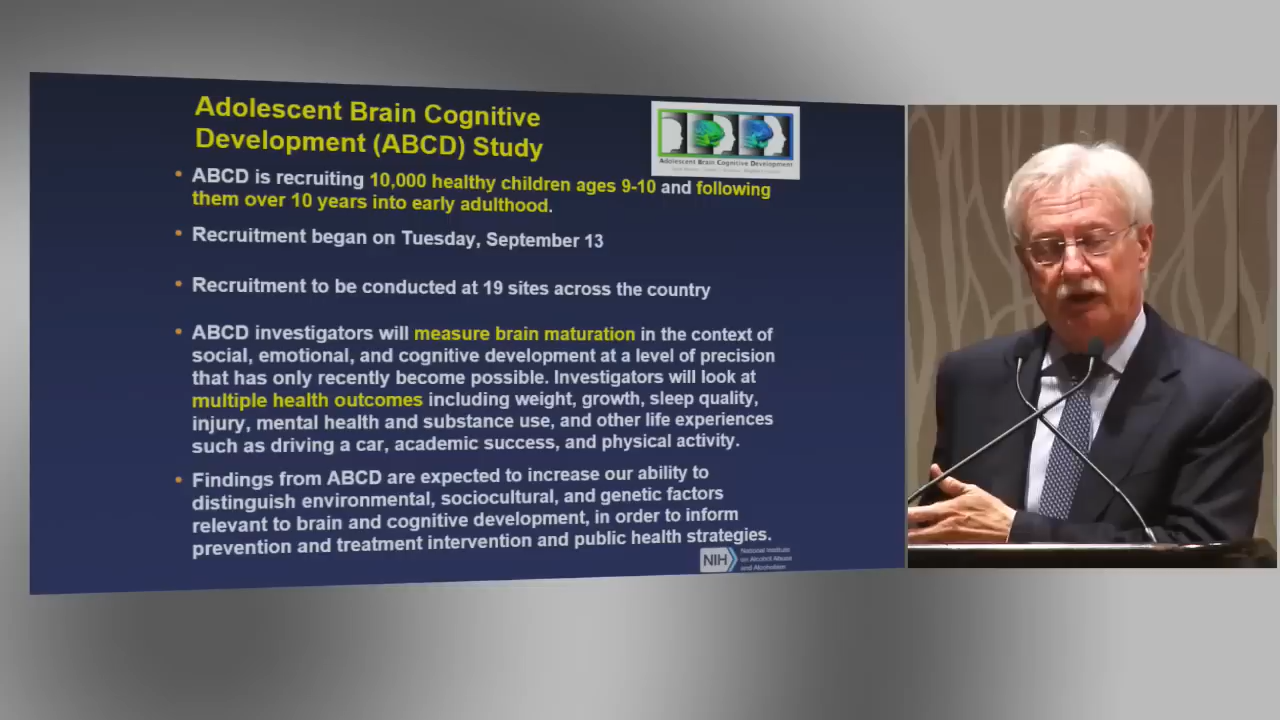 Adolescent Brain Cognitive
Development (ABCD) Study
Adolescent Brain Cognitive Development
• ABCD is recruiting 10,000 healthy children ages 9-10 and following
them over 10 years into early adulthood.
• Recruitment began on Tuesday, September 13
• Recruitment to be conducted at 19 sites across the country
• ABCD investigators will measure brain maturation in the context of
social, emotional, and cognitive development at a level of precision
that has only recently become possible. Investigators will look at
multiple health outcomes including weight, growth, sleep quality,
injury, mental health and substance use, and other life experiences
such as driving a car, academic success, and physical activity.
• Findings from ABCD are expected to increase our ability to
distinguish environmental, sociocultural, and genetic factors
relevant to brain and cognitive development, in order to inform
prevention and treatment intervention and public health strategies.
NIH
National Institute
on Alcohol Abuse
and Alcoholism